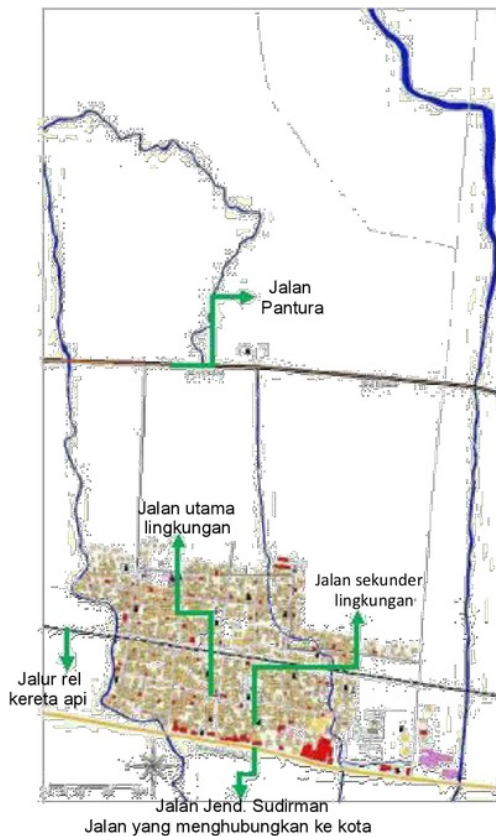 Jalan
Pantura
Jalan utama
lingkungan
Jalan sekunder
lingkungan
Jalur rel
kereta api
Jalan Jend. Sudirman
Jalan yang menghubungkan ke kota